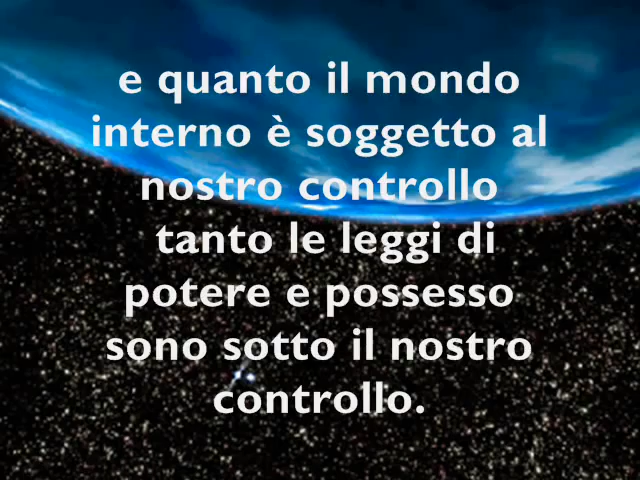 e quanto il mondo
interno è soggetto al
nostro controllo
tanto le leggi di
potere e possesso
sono sotto il nostro
controllo.